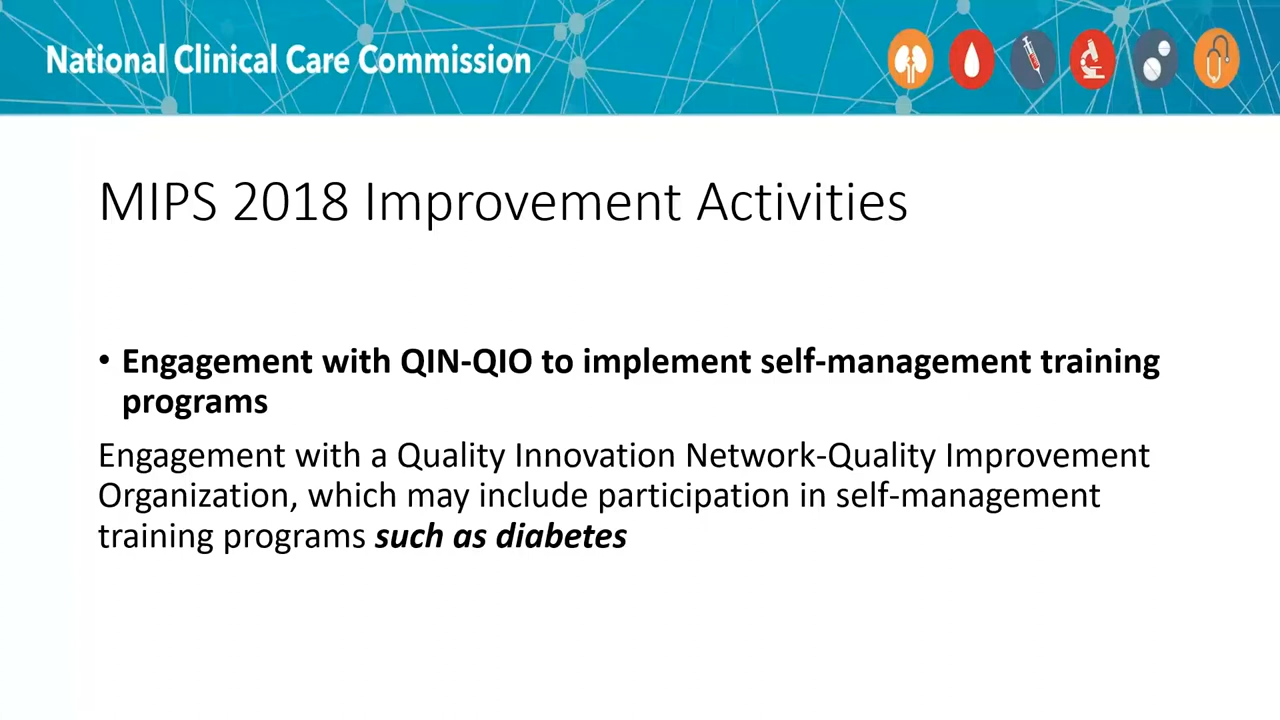 National Clinical Care Commission
MIPS 2018 Improvement Activities
• Engagement with QIN-QIO to implement self-management training
programs
Engagement with a Quality Innovation Network-Quality Improvement
Organization, which may include participation in self-management
training programs such as diabetes